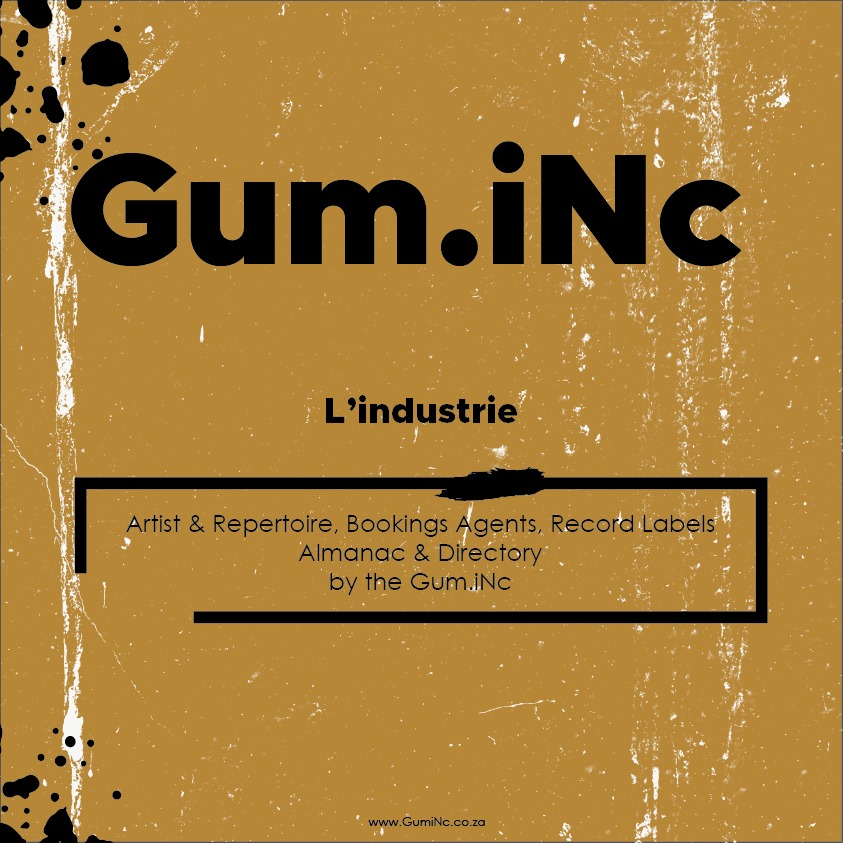 Gum.iNc
L’industrie
Artist & Repertoire, Bookings Agents, Record Labels
Almanac & Directory
by the Gum.iNc
www.GumiNc.co.za